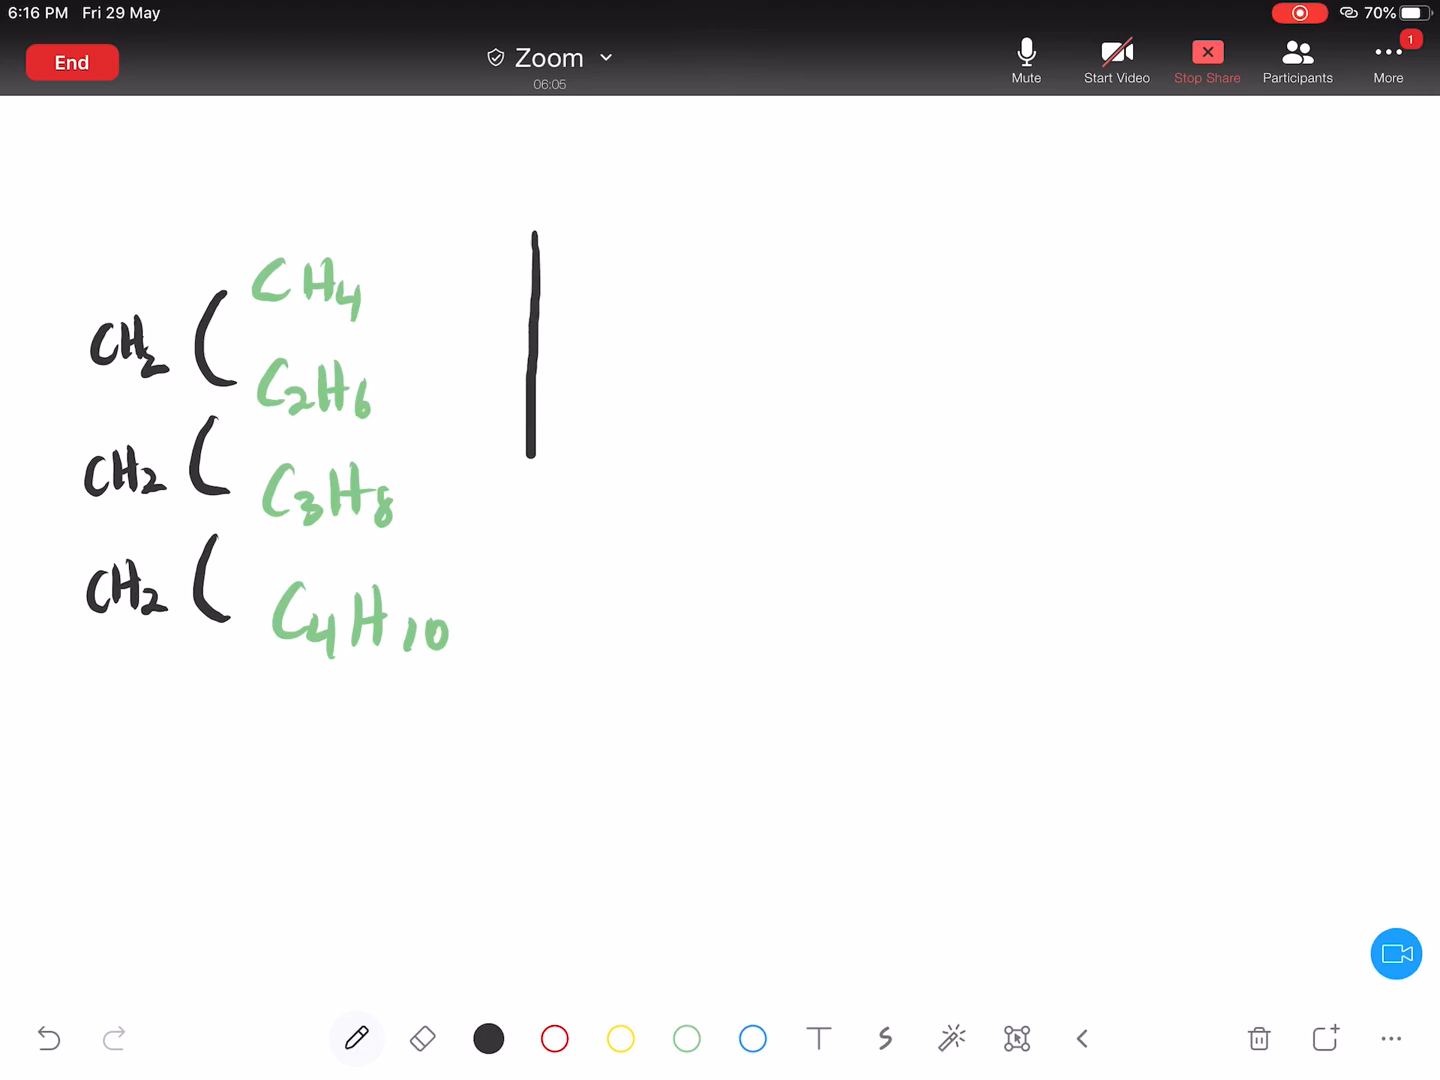 6:16 PM Fri 29 May
70%
End
Zoom
06:05
Mute
Start Video
Stop Share
Participants
More
1
CH4
CH2
C2H6
CH2
C3H8
CH2
C4H10
T